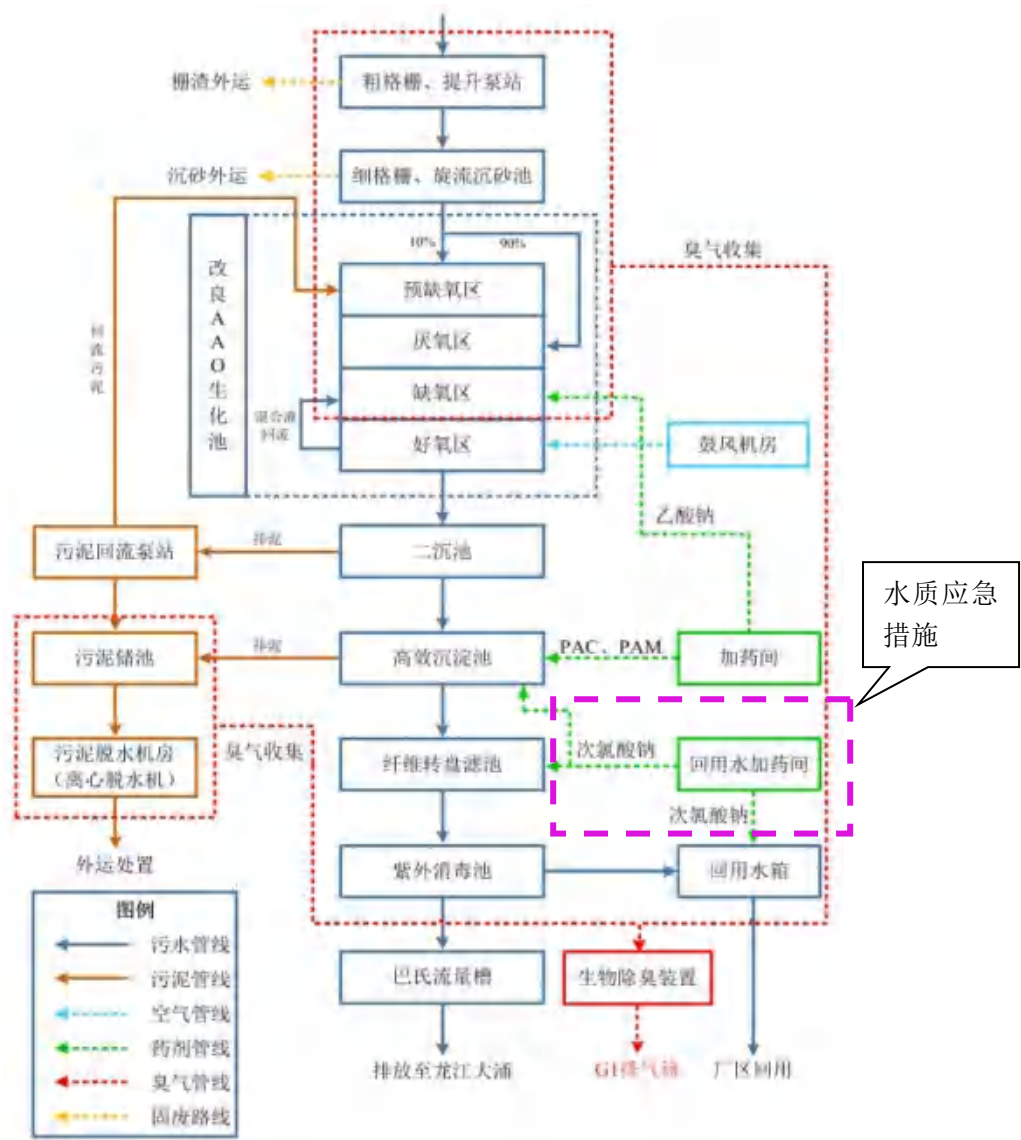 粗格栅、提升泵站
栅渣外运
细格栅、旋流沉砂池
沉砂外运
10%
90%
臭气收集
改良AAO生化池
预缺氧区
厌氧区
缺氧区
好氧区
回流污泥
混合液
回流
鼓风机房
乙酸钠
污泥回流泵站
排泥
二沉池
水质应急
措施
污泥储池
排泥
高效沉淀池
PAC、PAM
加药间
污泥脱水机房
（离心脱水机）
臭气收集
纤维转盘滤池
次氯酸钠
回用水加药间
次氯酸钠
外运处置
紫外消毒池
回用水箱
图例
污水管线
污泥管线
空气管线
药剂管线
臭气管线
固废路线
巴氏流量槽
生物除臭装置
排放至龙江大涌
G1排气筒
厂区回用